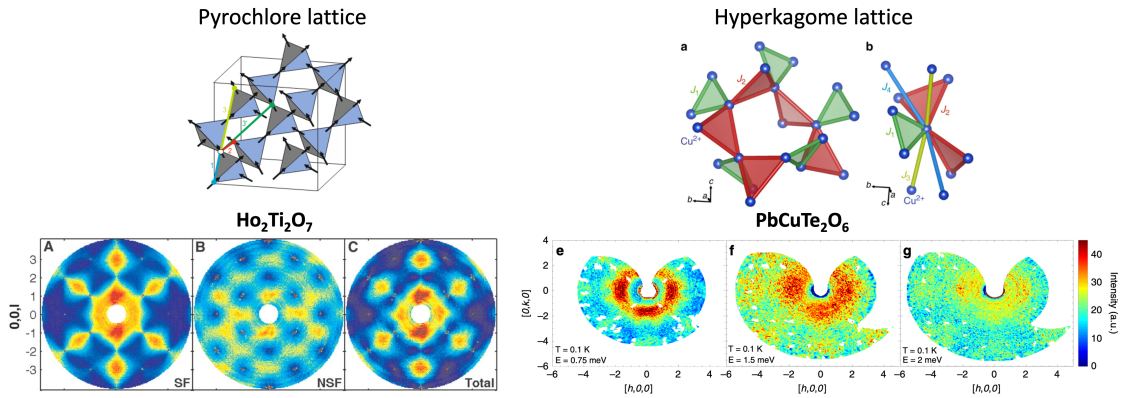 Pyrochlore lattice
Hyperkagome lattice
a
b
J1
J2
Cu2+
c
b
a
J4
J2
J1
J3
Cu2+
b
a
c
1
2
3
3
Ho2Ti2O7
PbCuTe2O6
A
B
C
3
2
1
0
-1
-2
-3
0,0,l
SF
NSF
Total
e
f
g
4
2
0
−2
−4
−6
[0,k,0]
T = 0.1 K
E = 0.75 meV
T = 0.1 K
E = 1.5 meV
T = 0.1 K
E = 2 meV
−6 −4 −2 0 2 4
−6 −4 −2 0 2 4
−6 −4 −2 0 2 4
[h,0,0]
[h,0,0]
[h,0,0]
40
30
20
10
0
Intensity (a.u.)